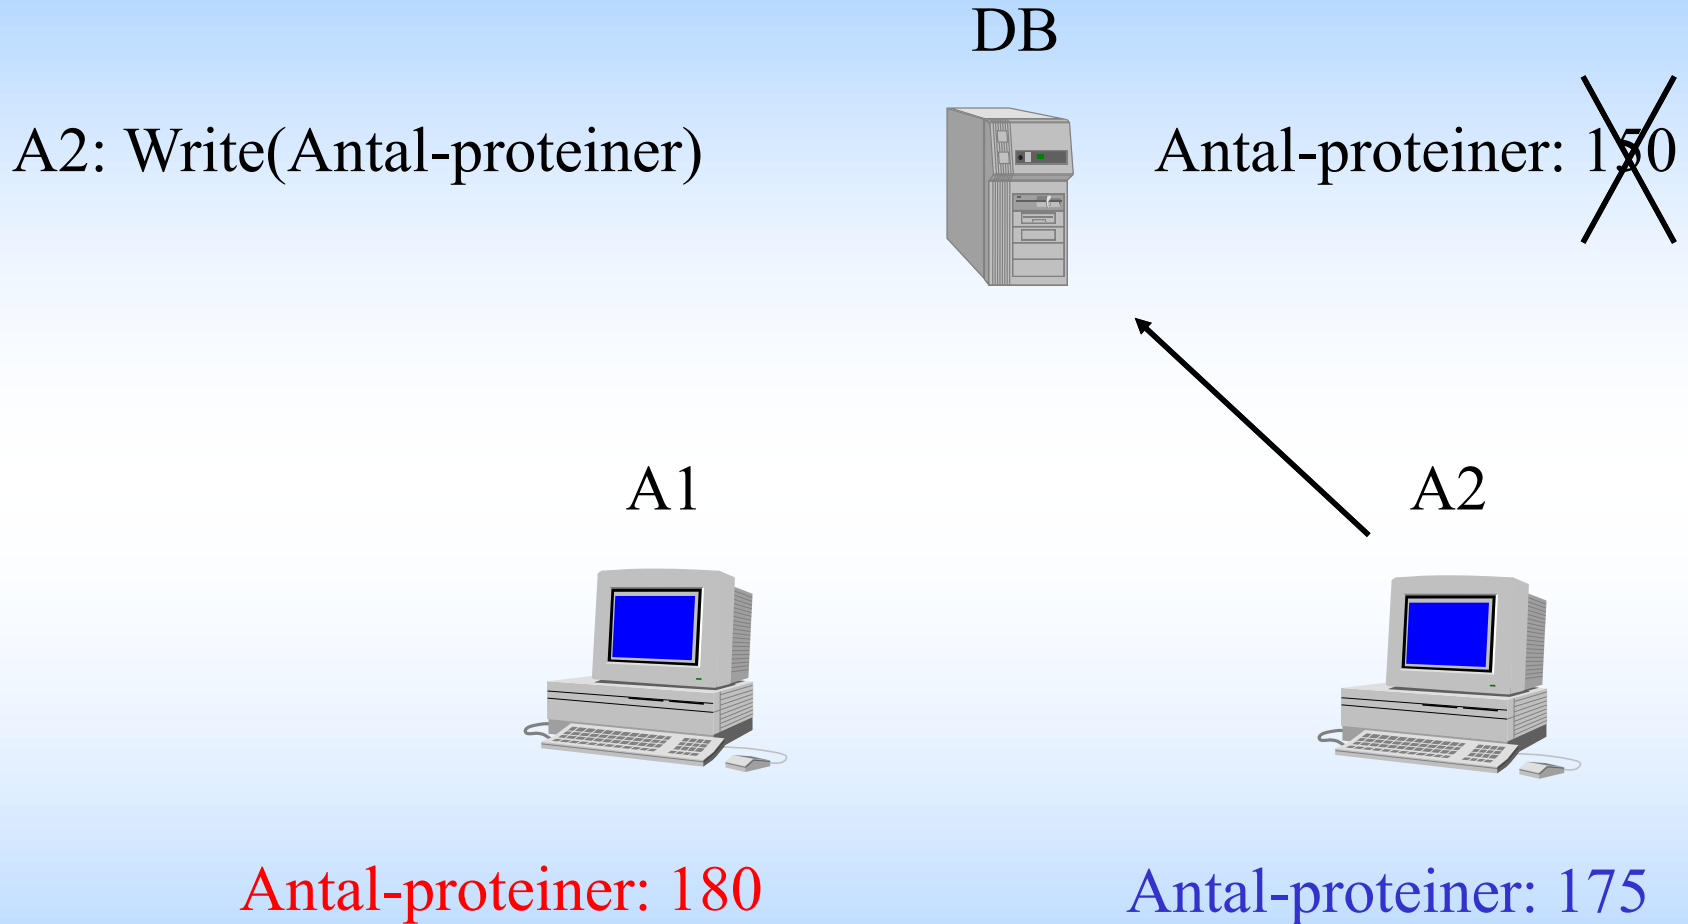 DB
A2: Write(Antal-proteiner)
Antal-proteiner: 150
A1
A2
Antal-proteiner: 180
Antal-proteiner: 175